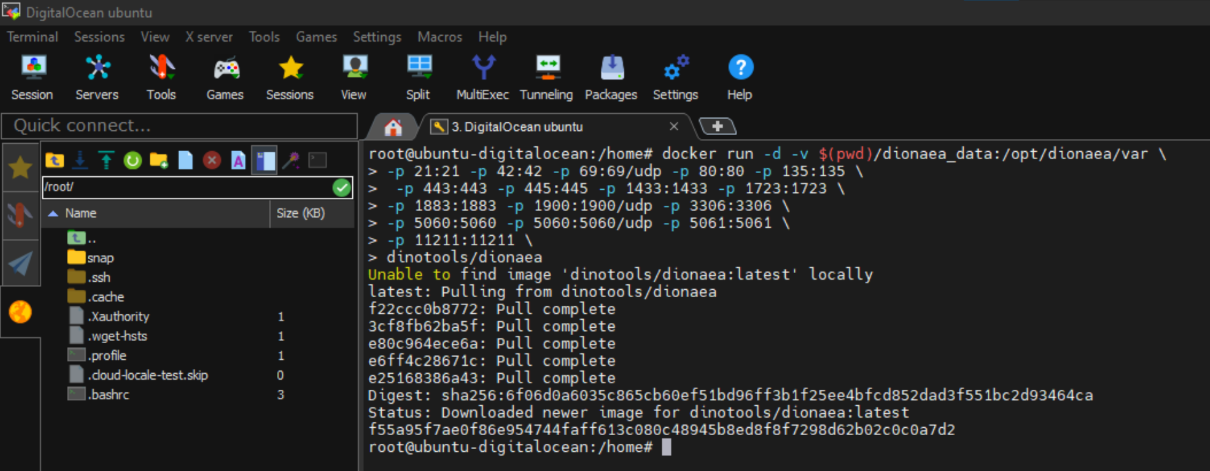 DigitalOcean ubuntu
Terminal Sessions View X server Tools Games Settings Macros Help
Session Servers Tools Games Sessions View Split MultiExec Tunneling Packages Settings Help
Quick connect...
3. DigitalOcean ubuntu
/root/
Name Size (KB)
..
snap
.ssh
.cache
.Xauthority 1
.wget-hsts 1
.profile 1
.cloud-locale-test.skip 0
.bashrc 3
root@ubuntu-digitalocean:/home# docker run -d -v $(pwd)/dionaea_data:/opt/dionaea/var \
> -p 21:21 -p 42:42 -p 69:69/udp -p 80:80 -p 135:135 \
>  -p 443:443 -p 445:445 -p 1433:1433 -p 1723:1723 \
> -p 1883:1883 -p 1900:1900/udp -p 3306:3306 \
> -p 5060:5060 -p 5060:5060/udp -p 5061:5061 \
> -p 11211:11211 \
> dinotools/dionaea
Unable to find image 'dinotools/dionaea:latest' locally
latest: Pulling from dinotools/dionaea
f22ccc0b8772: Pull complete
3cf8fb62ba5f: Pull complete
e80c964ece6a: Pull complete
e6ff4c28671c: Pull complete
e25168386a43: Pull complete
Digest: sha256:6f06d0a6035c865cb60ef51bd96ff3b1f25ee4bfcd852dad3f551bc2d93464ca
Status: Downloaded newer image for dinotools/dionaea:latest
f55a95f7ae0f86e954744faff613c080c48945b8ed8f8f7298d62b02c0c0a7d2
root@ubuntu-digitalocean:/home#